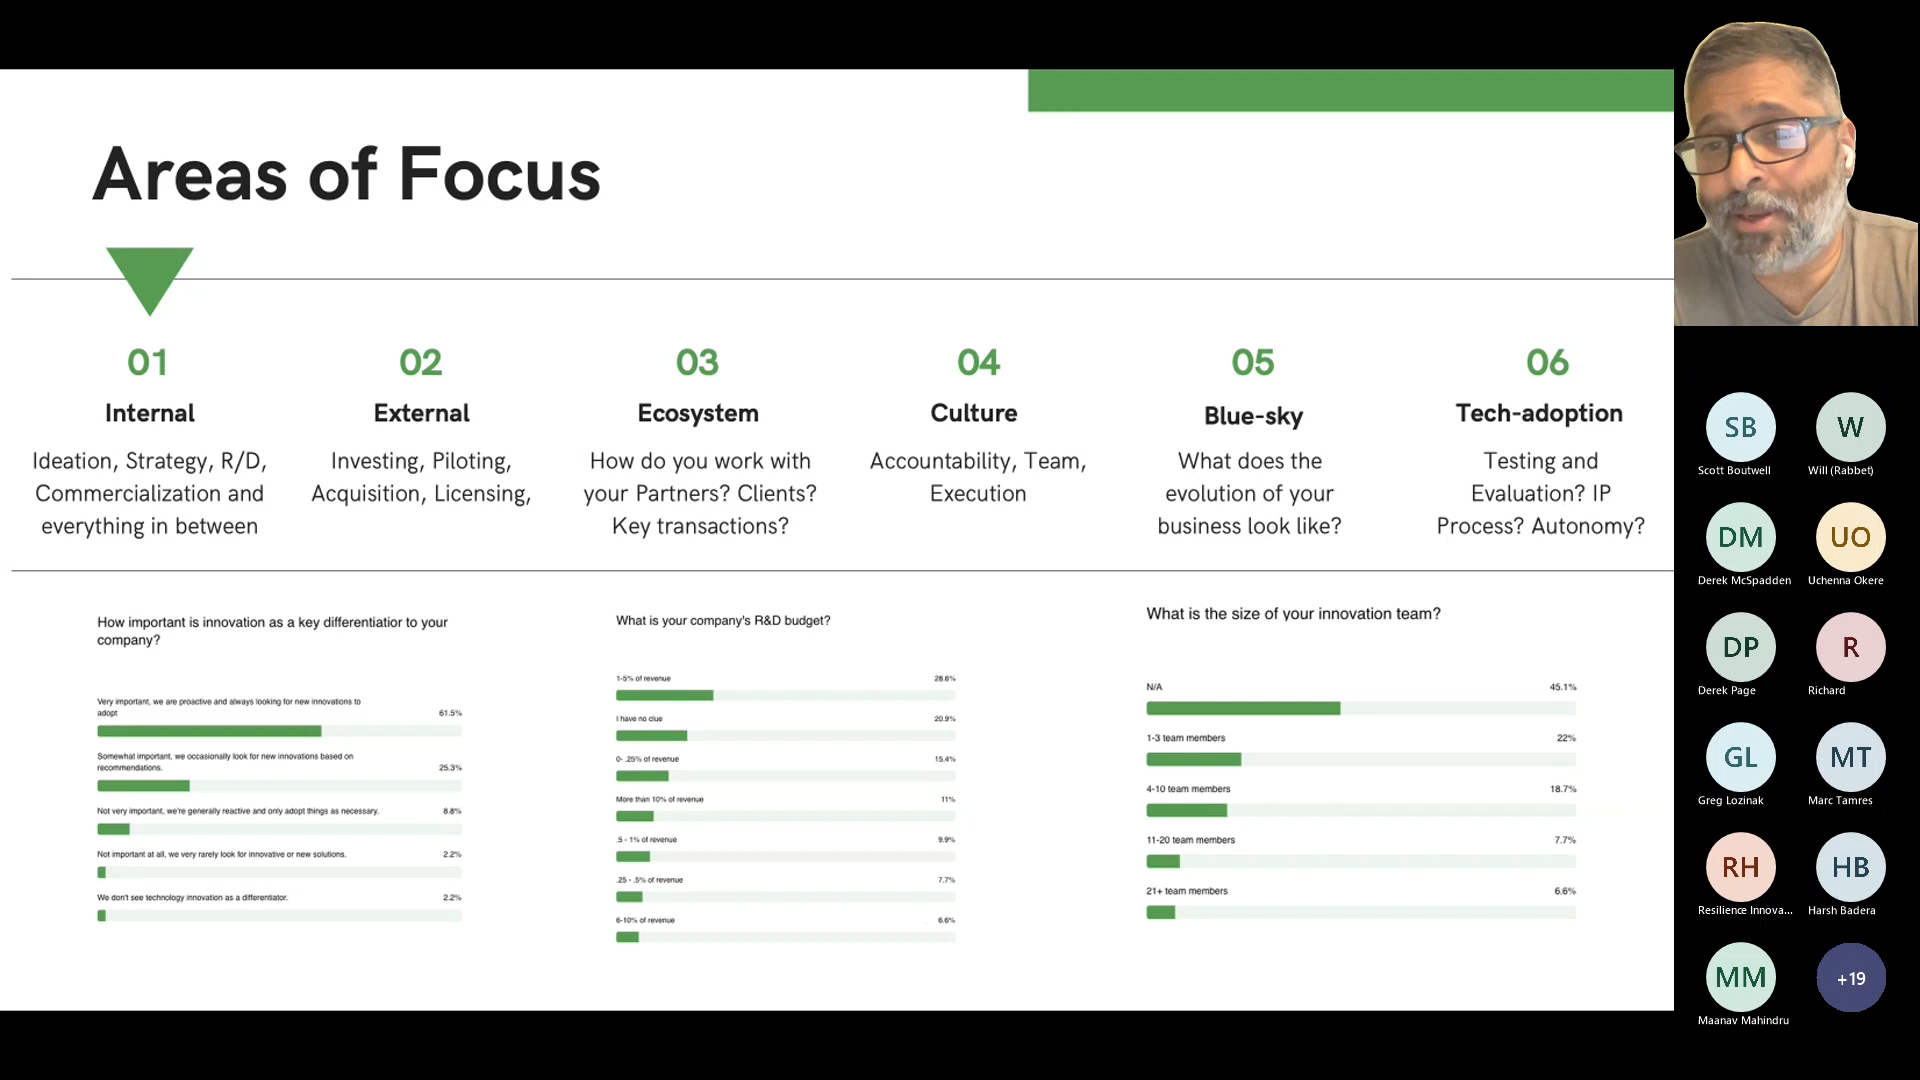 Areas of Focus
01
Internal
Ideation, Strategy, R/D,
Commercialization and
everything in between
02
External
Investing, Piloting,
Acquisition, Licensing,
03
Ecosystem
How do you work with
your Partners? Clients?
Key transactions?
04
Culture
Accountability, Team,
Execution
05
Blue-sky
What does the
evolution of your
business look like?
06
Tech-adoption
Testing and
Evaluation? IP
Process? Autonomy?
How important is innovation as a key differentiatior to your
company?
Very important, we are proactive and always looking for new innovations to
adopt 61.5%
Somewhat important, we occasionally look for new innovations based on
recommendations. 25.3%
Not very important, we're generally reactive and only adopt things as necessary. 8.8%
Not important at all, we very rarely look for innovative or new solutions. 2.2%
We don't see technology innovation as a differentiator. 2.2%
What is your company's R&D budget?
1-5% of revenue 28.6%
I have no clue 20.9%
0- .25% of revenue 15.4%
More than 10% of revenue 11%
.5 - 1% of revenue 9.9%
.25 - .5% of revenue 7.7%
6-10% of revenue 6.6%
What is the size of your innovation team?
N/A 45.1%
1-3 team members 22%
4-10 team members 18.7%
11-20 team members 7.7%
21+ team members 6.6%
SB W
Scott Boutwell Will (Rabbet)
DM UO
Derek McSpadden Uchenna Okere
DP R
Derek Page Richard
GL MT
Greg Lozinak Marc Tamres
RH HB
Resilience Innova... Harsh Badera
MM +19
Maanav Mahindru